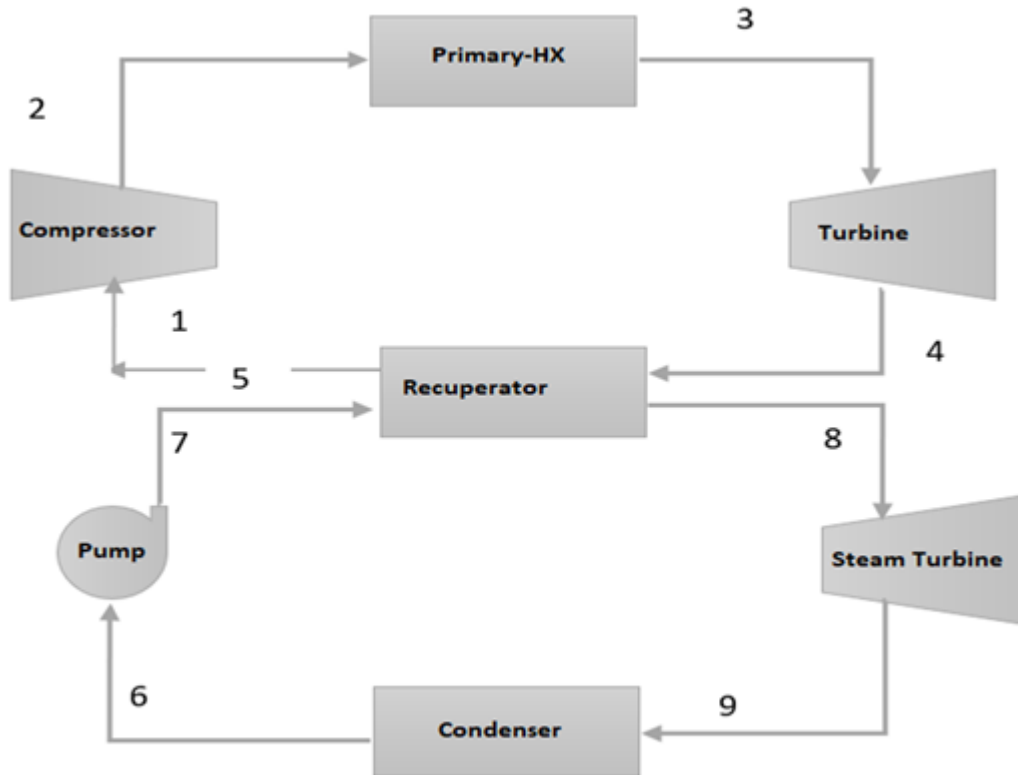 3
Primary-HX
2
Compressor
Turbine
1
4
5
Recuperator
7
8
Pump
Steam Turbine
6
9
Condenser